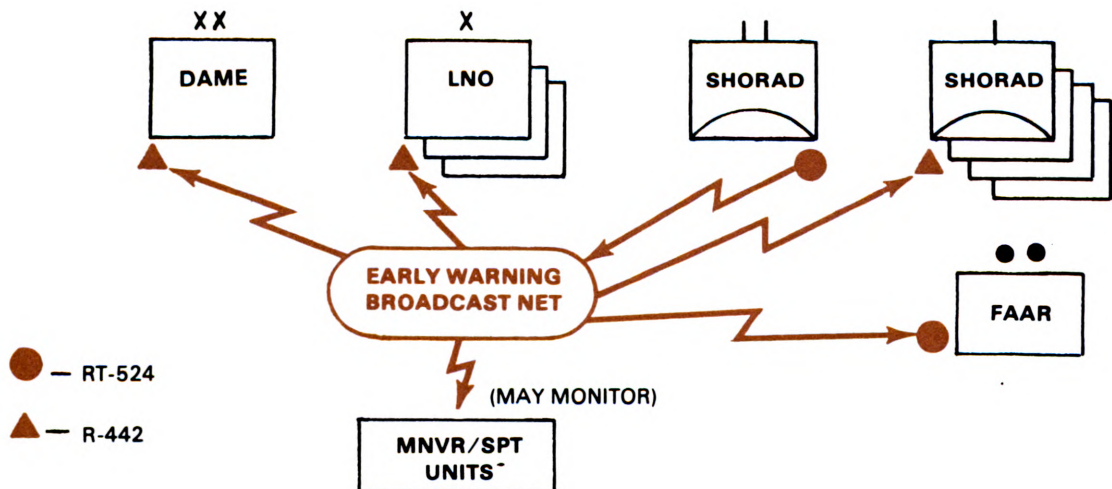 XX
X
DAME
LNO
SHORAD
SHORAD
EARLY WARNING
BROADCAST NET
FAAR
— RT-524
— R-442
(MAY MONITOR)
MNVR/SPT
UNITS